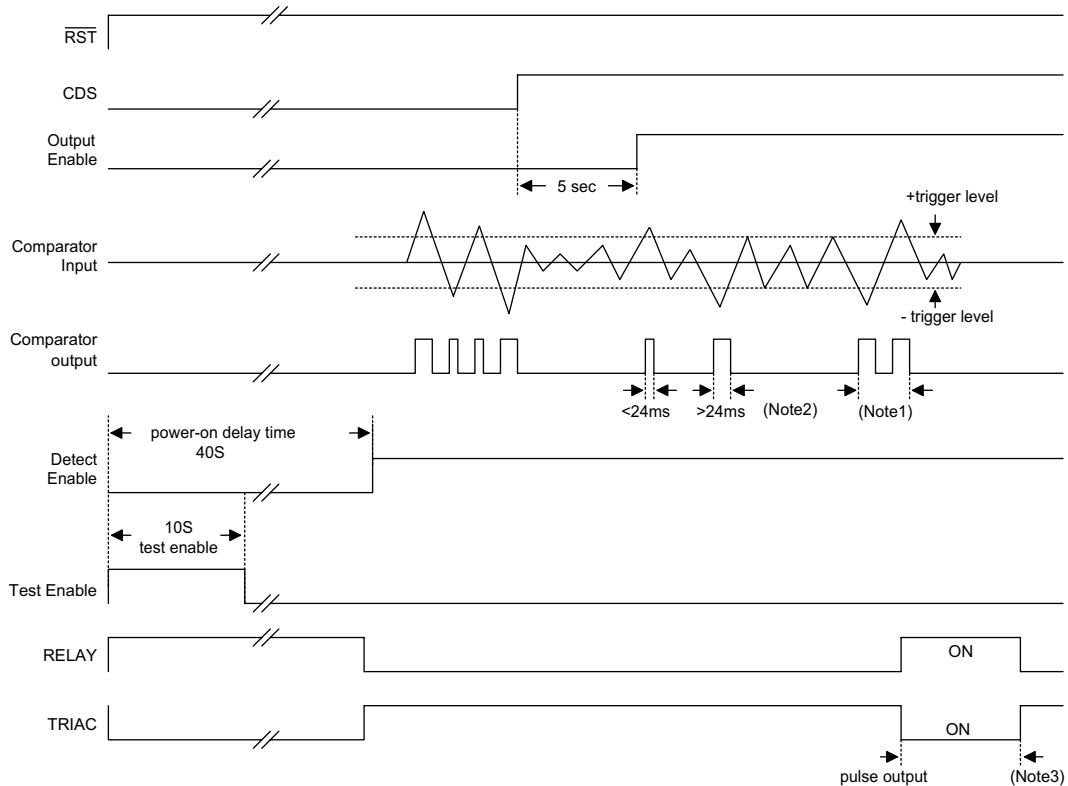 RST
CDS
Output
Enable
5 sec
+trigger level
Comparator
Input
- trigger level
Comparator
output
<24ms
>24ms
(Note2)
(Note1)
power-on delay time
40S
Detect
Enable
10S
test enable
Test Enable
RELAY
ON
TRIAC
ON
pulse output
(Note3)